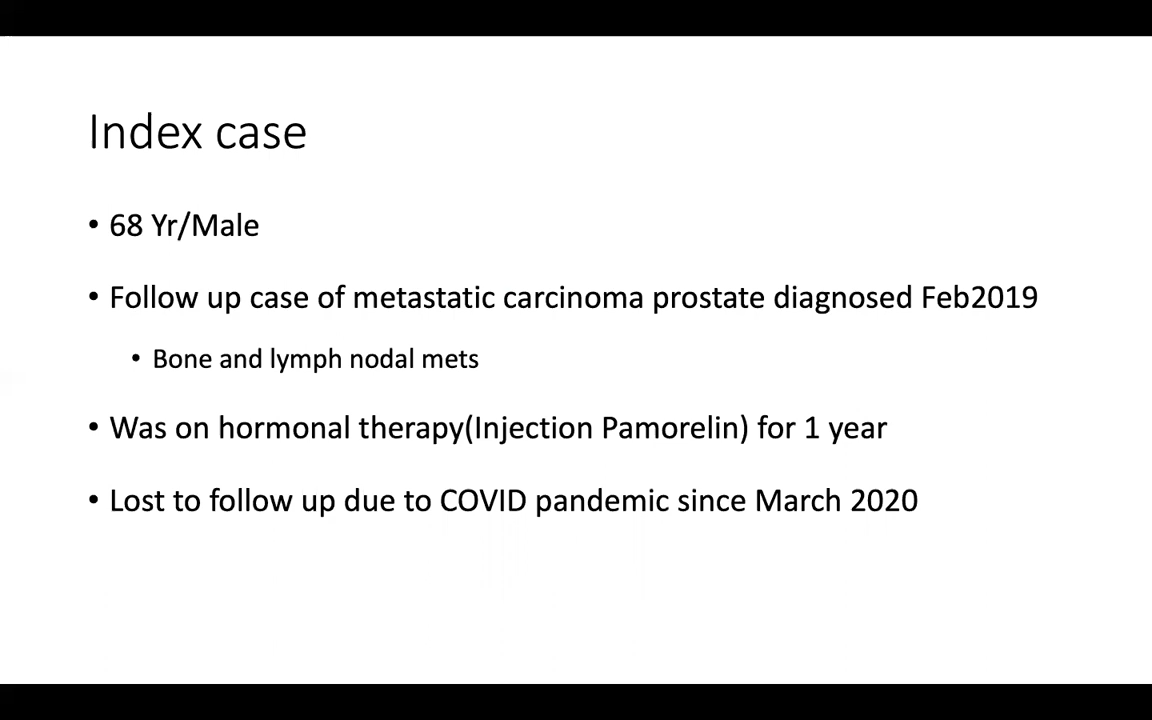 Index case
• 68 Yr/Male
• Follow up case of metastatic carcinoma prostate diagnosed Feb2019
• Bone and lymph nodal mets
• Was on hormonal therapy(Injection Pamorelin) for 1 year
• Lost to follow up due to COVID pandemic since March 2020